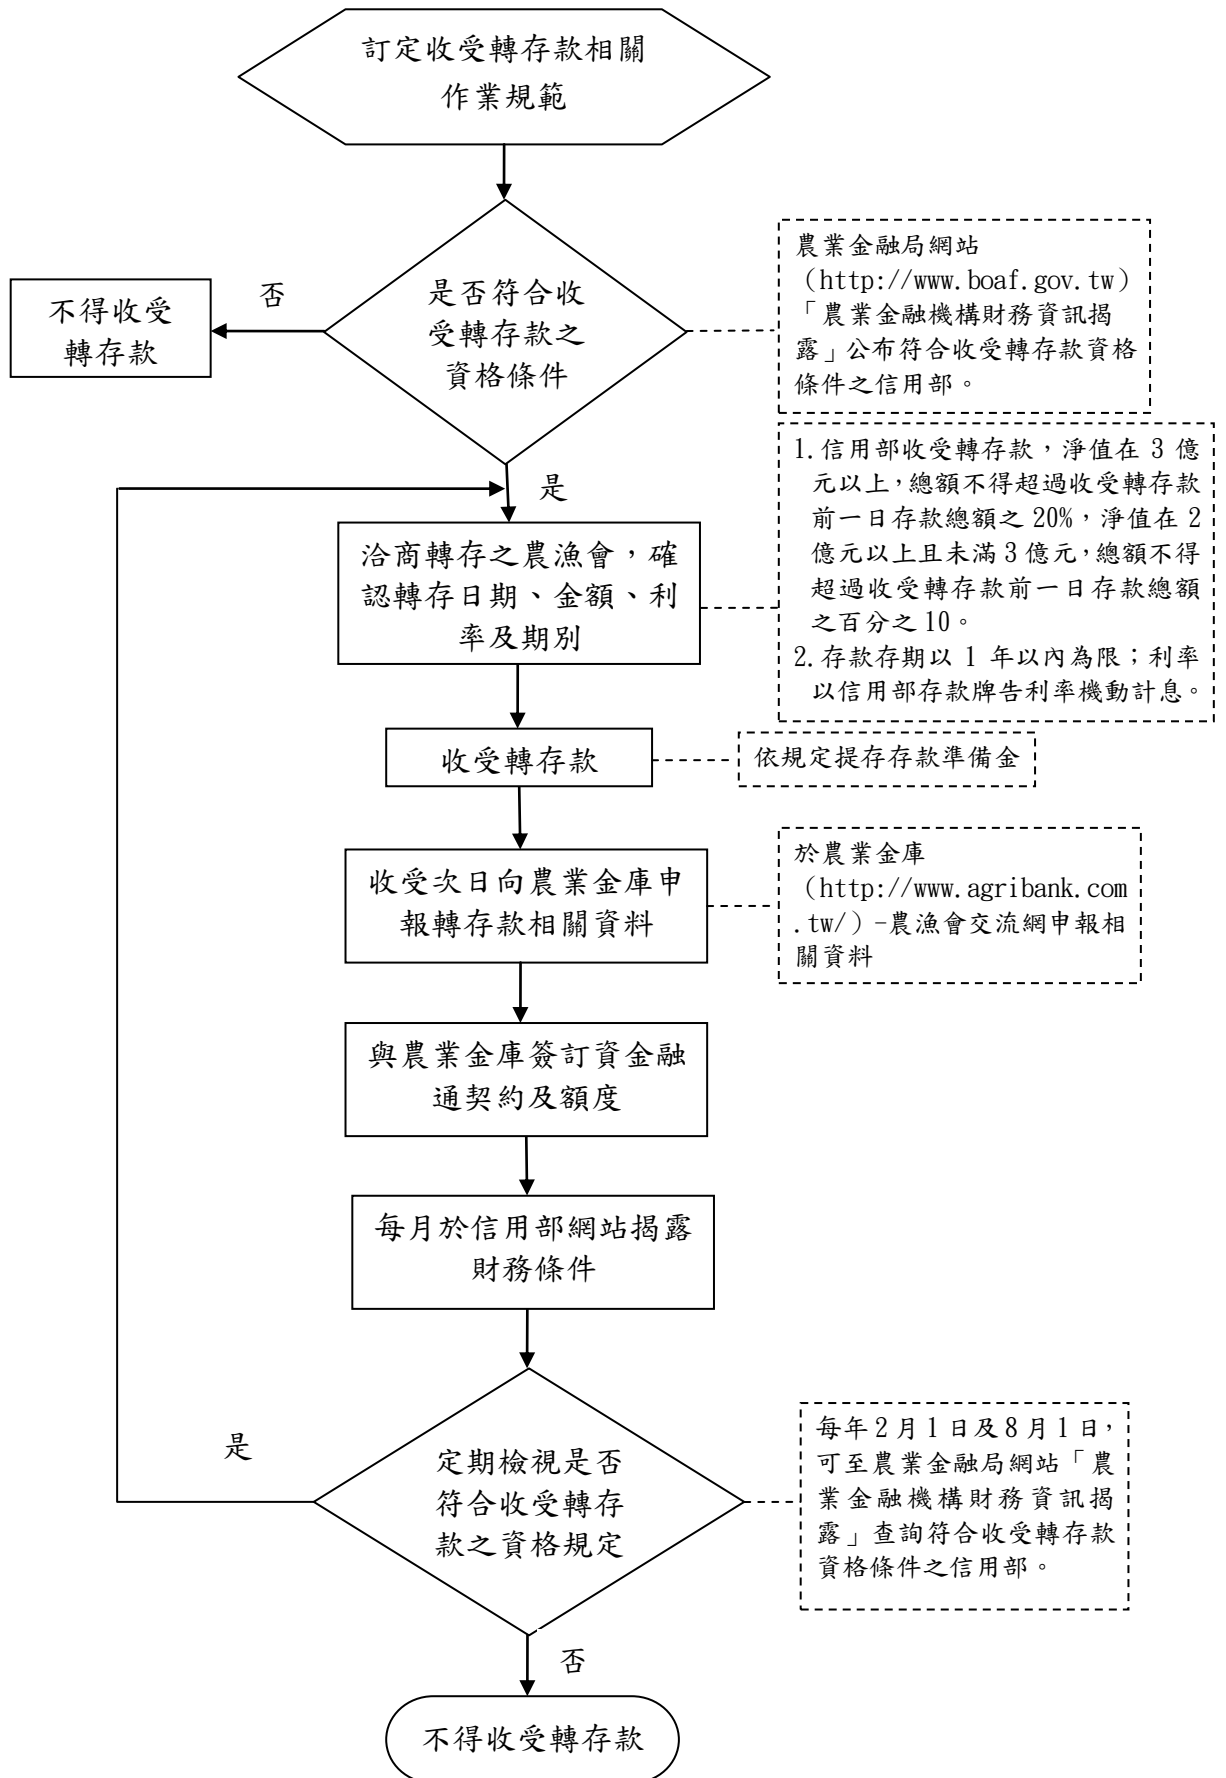 訂定收受轉存款相關
作業規範
是否符合收
受轉存款之
資格條件
否
不得收受
轉存款
農業金融局網站
（http://www.boaf.gov.tw）
「農業金融機構財務資訊揭
露」公布符合收受轉存款資格
條件之信用部。
是
洽商轉存之農漁會，確
認轉存日期、金額、利
率及期別
1.信用部收受轉存款，淨值在 3 億
元以上，總額不得超過收受轉存款
前一日存款總額之 20%，淨值在 2
億元以上且未滿 3 億元，總額不得
超過收受轉存款前一日存款總額
之百分之 10。
2.存款存期以 1 年以內為限；利率
以信用部存款牌告利率機動計息。
收受轉存款
依規定提存存款準備金
收受次日向農業金庫申
報轉存款相關資料
於農業金庫
（http://www.agribank.com
.tw/）-農漁會交流網申報相
關資料
與農業金庫簽訂資金融
通契約及額度
每月於信用部網站揭露
財務條件
是
定期檢視是否
符合收受轉存
款之資格規定
每年 2 月 1 日及 8 月 1 日，
可至農業金融局網站「農
業金融機構財務資訊揭
露」查詢符合收受轉存款
資格條件之信用部。
否
不得收受轉存款